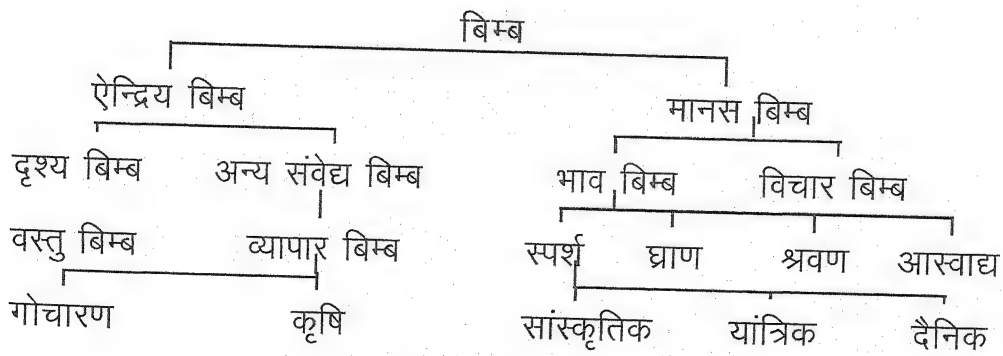 बिम्ब
ऐन्द्रिय बिम्ब मानस बिम्ब
दृश्य बिम्ब अन्य संवेद्य बिम्ब भाव बिम्ब विचार बिम्ब
वस्तु बिम्ब व्यापार बिम्ब स्पर्श घ्राण श्रवण आस्वाद्य
गोचारण कृषि सांस्कृतिक यांत्रिक दैनिक